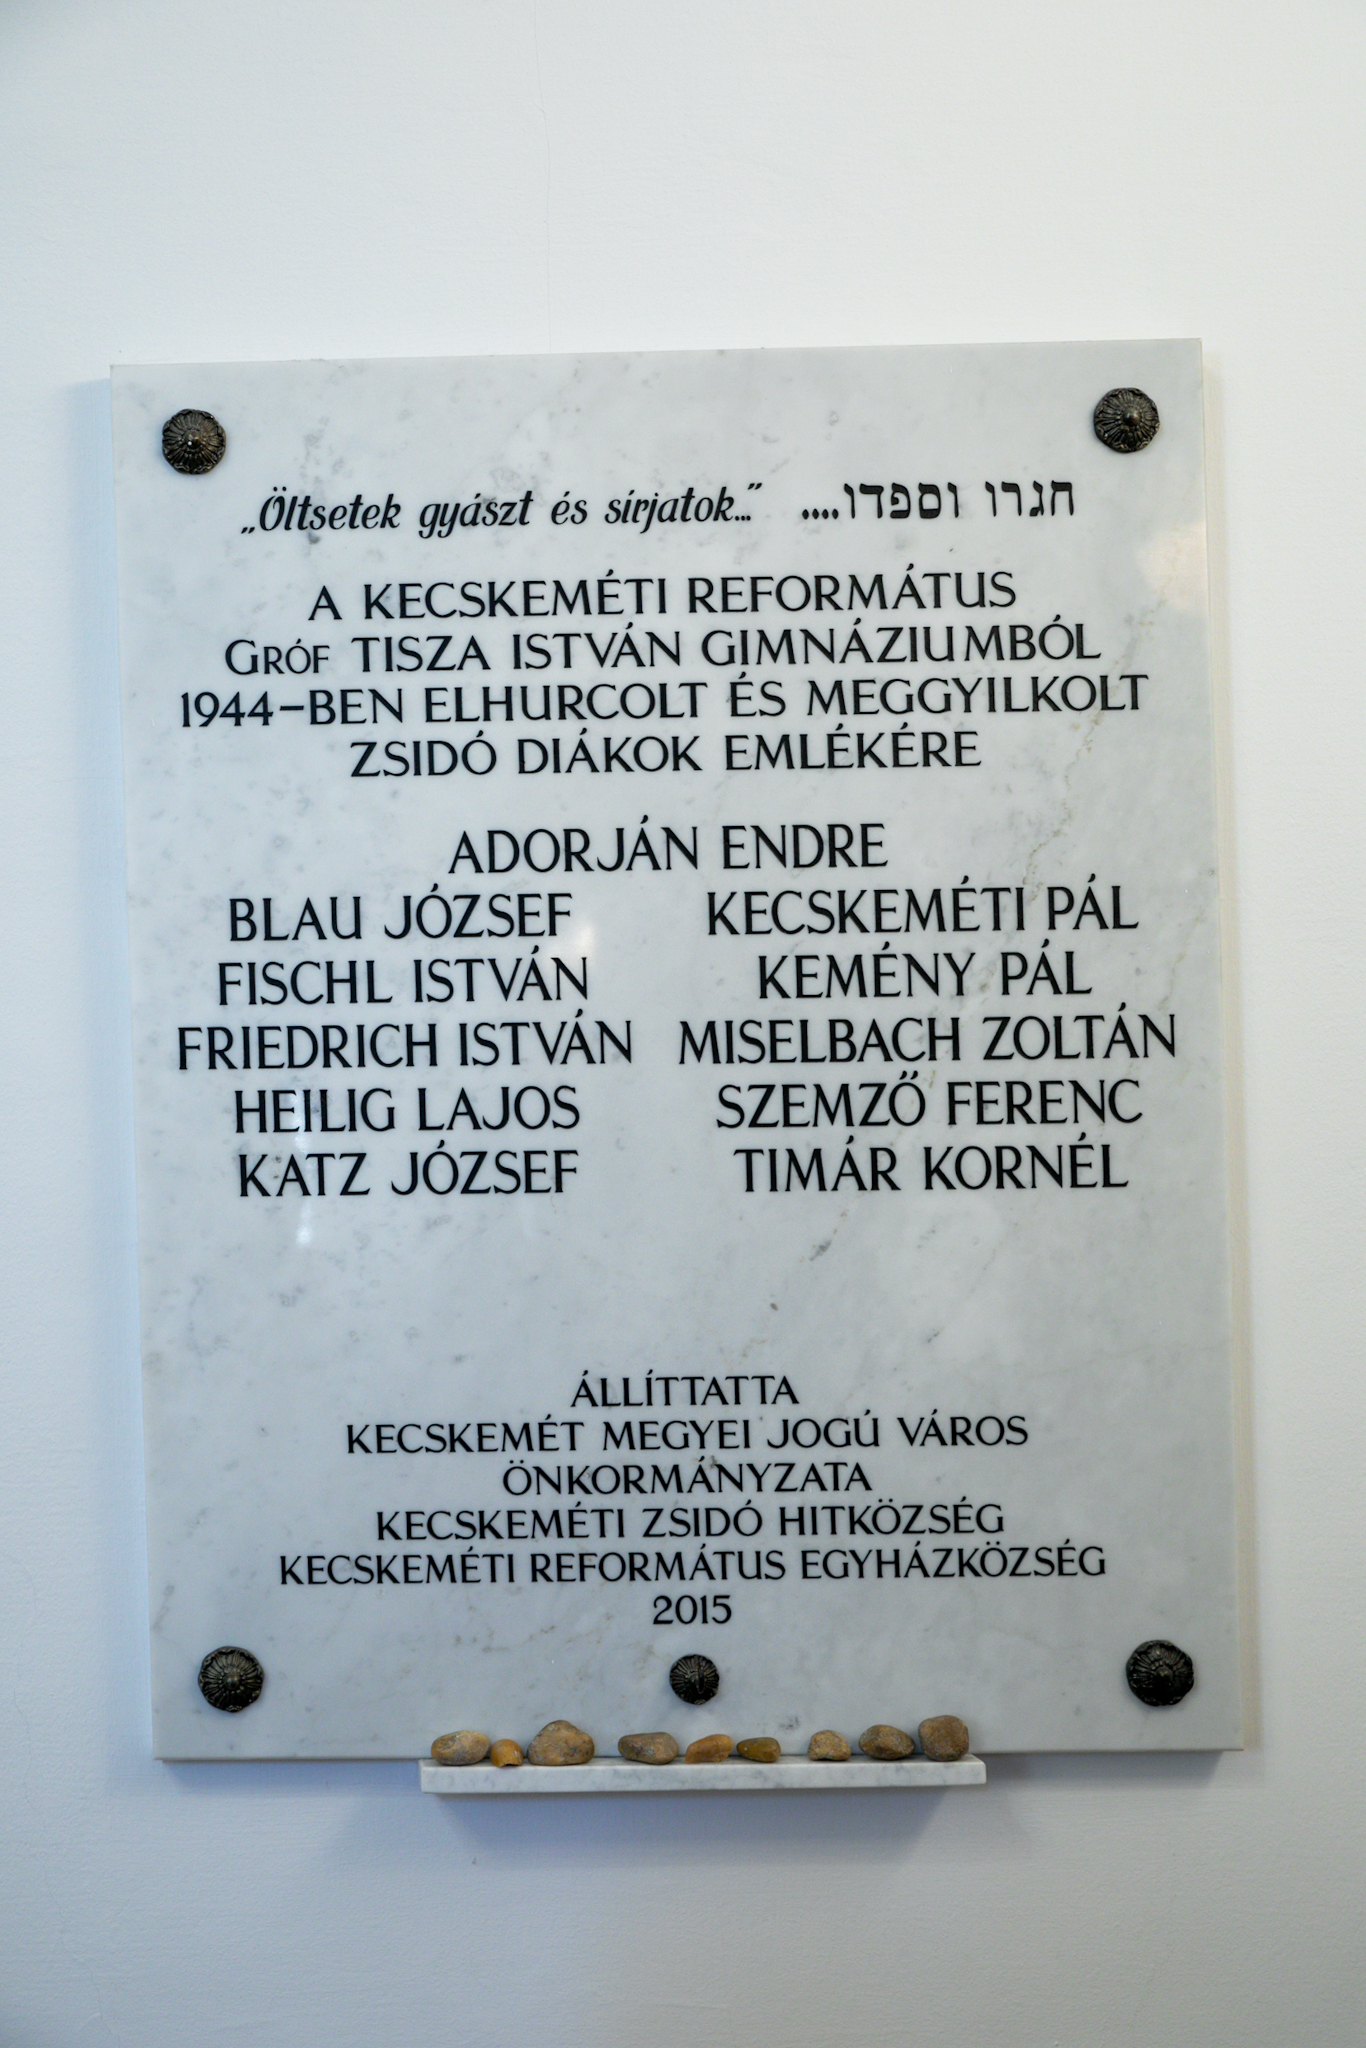 „Öltsetek gyászt és sírjatok...” חגרו וספדו....
A KECSKEMÉTI REFORMÁTUS
GRÓF TISZA ISTVÁN GIMNÁZIUMBÓL
1944-BEN ELHURCOLT ÉS MEGGYILKOLT
ZSIDÓ DIÁKOK EMLÉKÉRE
ADORJÁN ENDRE
BLAU JÓZSEF KECSKEMÉTI PÁL
FISCHL ISTVÁN KEMÉNY PÁL
FRIEDRICH ISTVÁN MISELBACH ZOLTÁN
HEILIG LAJOS SZEMZŐ FERENC
KATZ JÓZSEF TIMÁR KORNÉL
ÁLLÍTTATTA
KECSKEMÉT MEGYEI JOGÚ VÁROS
ÖNKORMÁNYZATA
KECSKEMÉTI ZSIDÓ HITKÖZSÉG
KECSKEMÉTI REFORMÁTUS EGYHÁZKÖZSÉG
2015